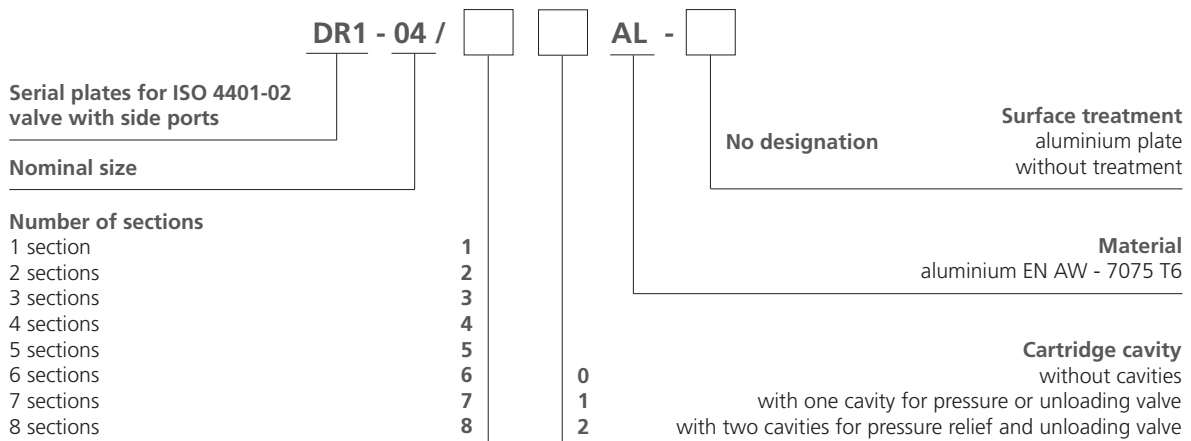 DR1 - 04 / AL -
Serial plates for ISO 4401-02
valve with side ports
Nominal size
Number of sections
1 section 1
2 sections 2
3 sections 3
4 sections 4
5 sections 5
6 sections 6
7 sections 7
8 sections 8
Surface treatment
No designation aluminium plate
without treatment
Material
aluminium EN AW - 7075 T6
Cartridge cavity
0 without cavities
1 with one cavity for pressure or unloading valve
2 with two cavities for pressure relief and unloading valve